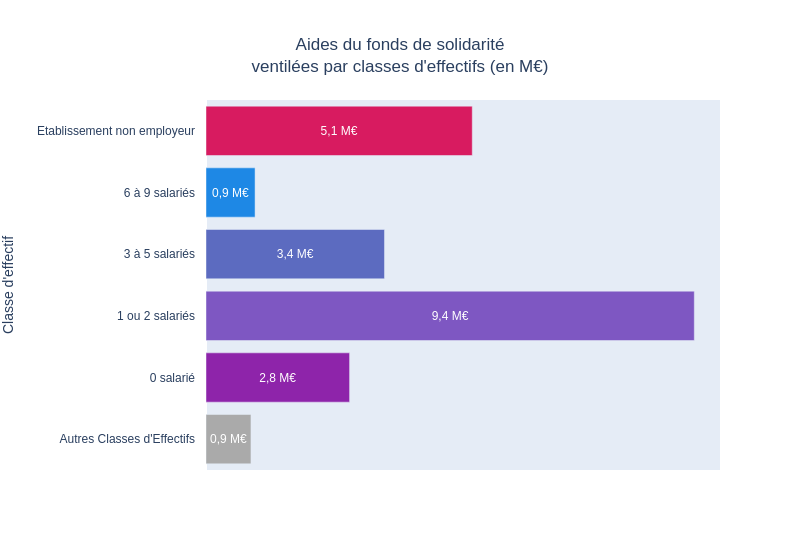 Aides du fonds de solidarité
ventilées par classes d'effectifs (en M€)
Classe d'effectif
Etablissement non employeur
5,1 M€
6 à 9 salariés
0,9 M€
3 à 5 salariés
3,4 M€
1 ou 2 salariés
9,4 M€
0 salarié
2,8 M€
Autres Classes d'Effectifs
0,9 M€